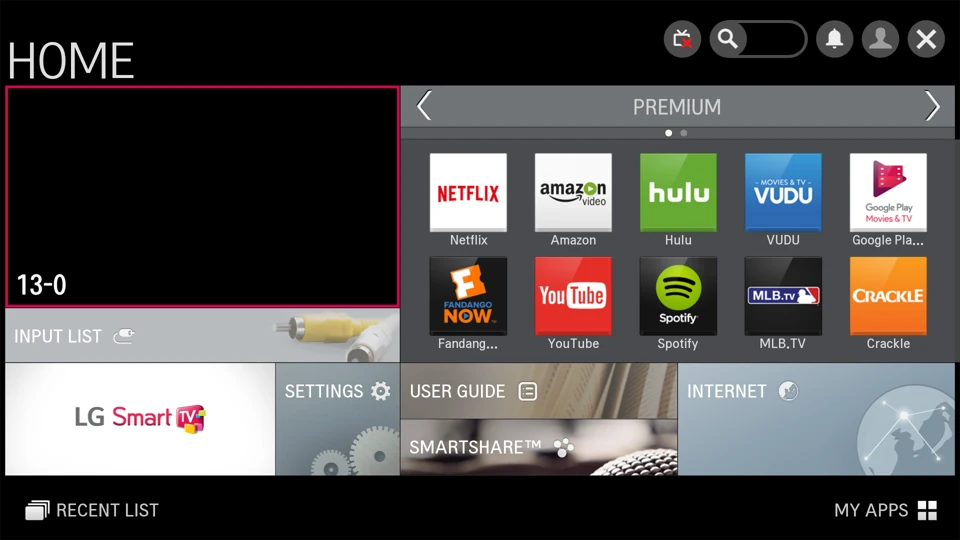 HOME
PREMIUM
13-0
NETFLIX
amazon
video
hulu
– MOVIES & TV –
VUDU
Google Play
Movies & TV
Netflix
Amazon
Hulu
VUDU
Google Pla...
FANDANGO
NOW™
You Tube
Spotify
MLB.TV
CRACKLE
Fandang...
YouTube
Spotify
MLB.TV
Crackle
INPUT LIST
LG Smart TV
SETTINGS
USER GUIDE
INTERNET
SMARTSHARE™
RECENT LIST
MY APPS